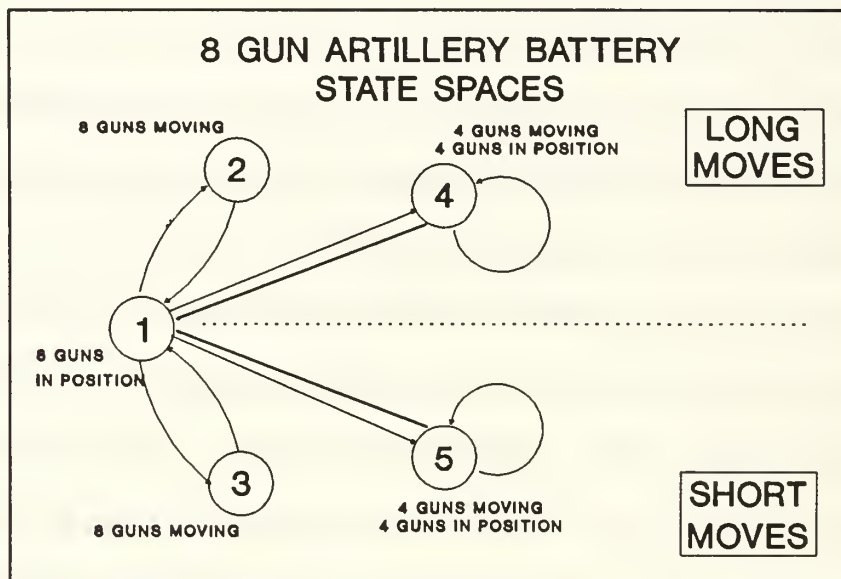 8 GUN ARTILLERY BATTERY
STATE SPACES
8 GUNS MOVING
2
4 GUNS MOVING
4 GUNS IN POSITION
4
LONG
MOVES
1
8 GUNS
IN POSITION
3
8 GUNS MOVING
5
4 GUNS MOVING
4 GUNS IN POSITION
SHORT
MOVES